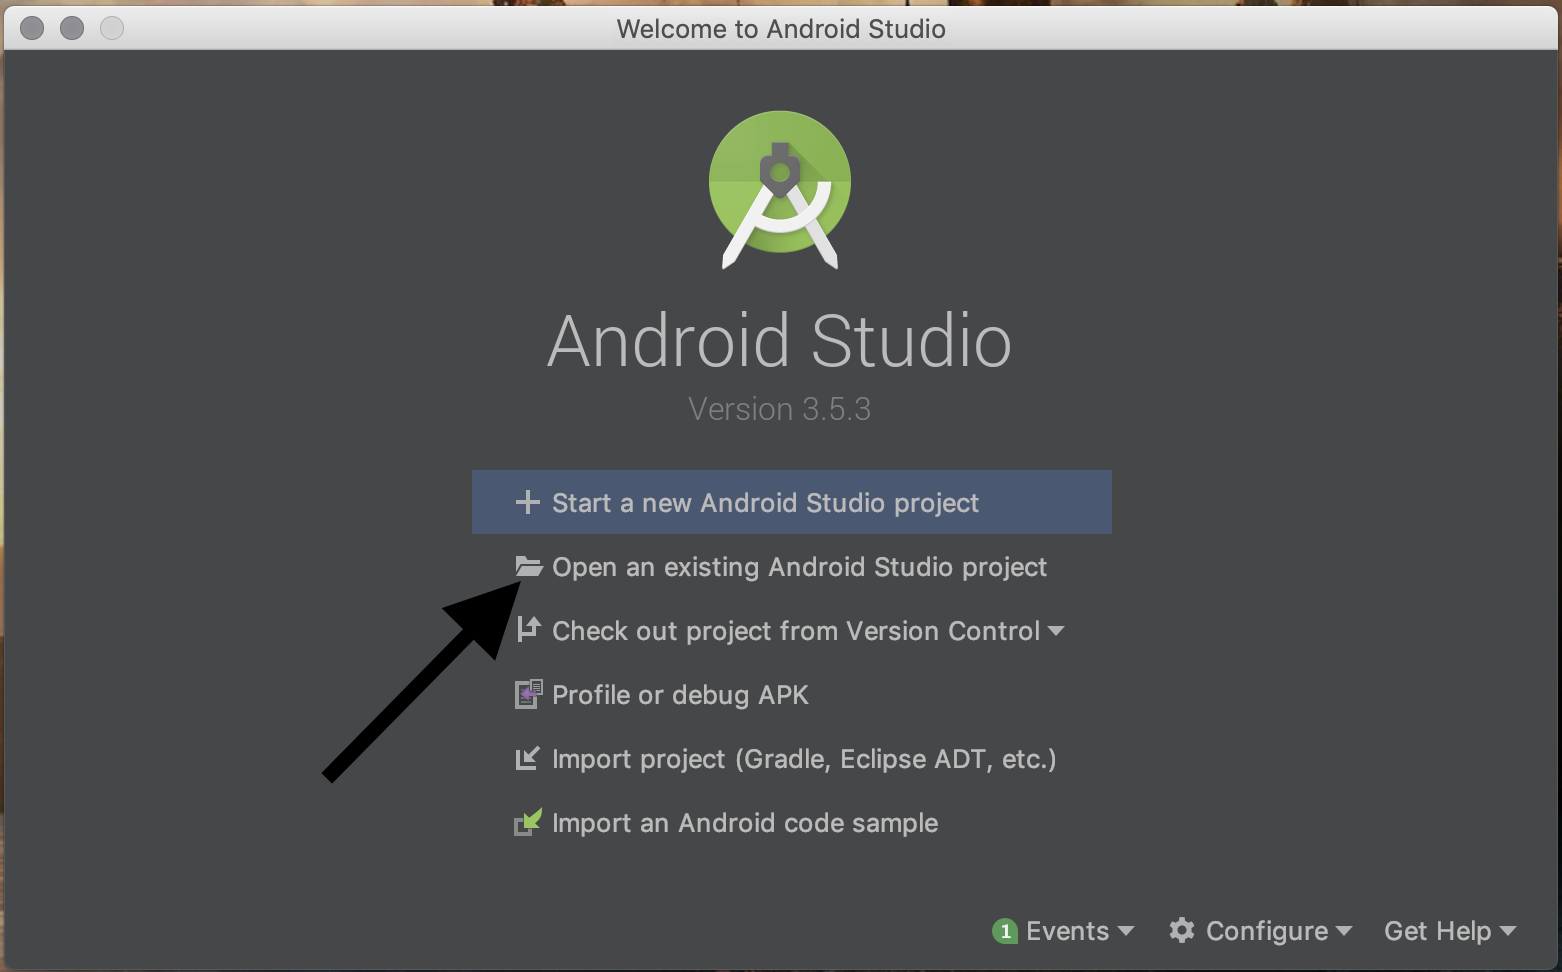 Welcome to Android Studio
Android Studio
Version 3.5.3
Start a new Android Studio project
Open an existing Android Studio project
Check out project from Version Control
Profile or debug APK
Import project (Gradle, Eclipse ADT, etc.)
Import an Android code sample
1 Events Configure Get Help